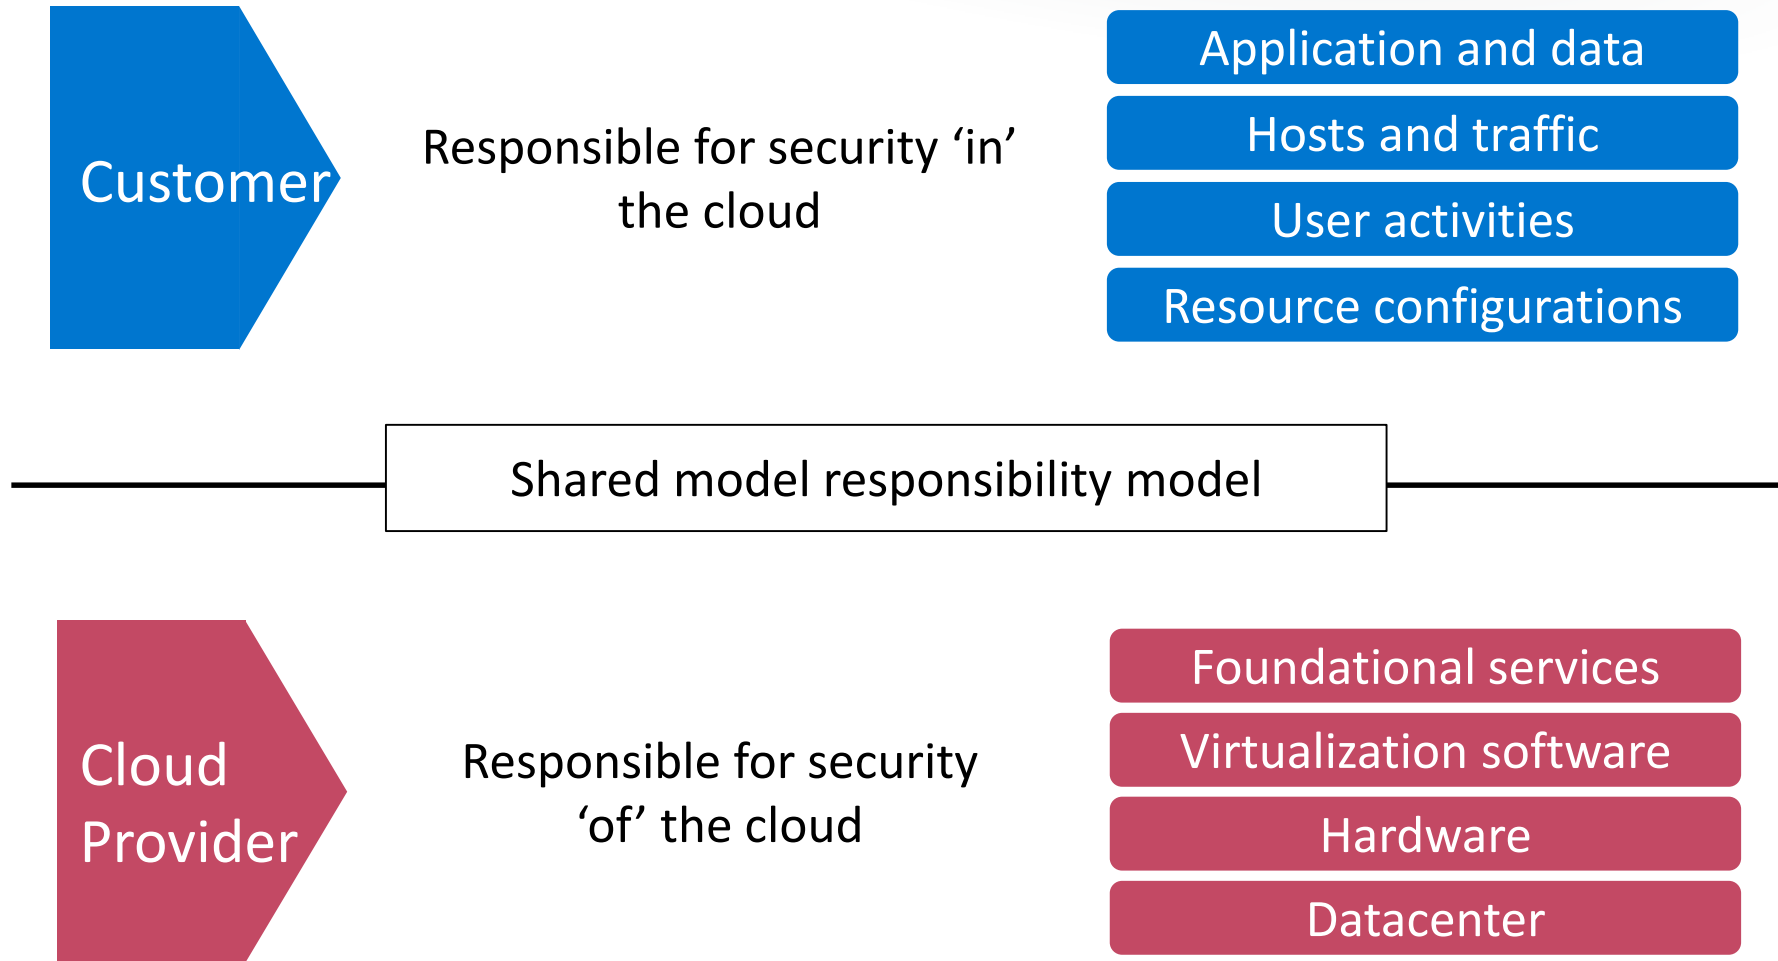 Customer
Responsible for security ‘in’
the cloud
Application and data
Hosts and traffic
User activities
Resource configurations
Shared model responsibility model
Cloud
Provider
Responsible for security
‘of’ the cloud
Foundational services
Virtualization software
Hardware
Datacenter